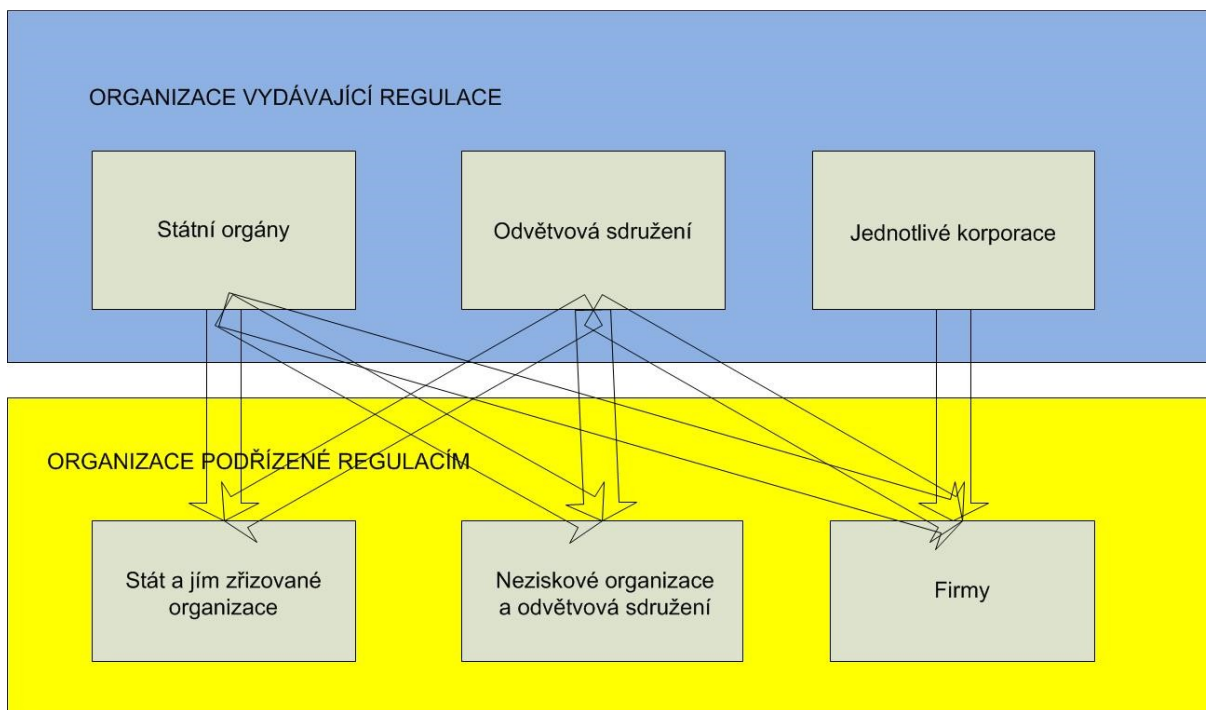 ORGANIZACE VYDÁVAJÍCÍ REGULACE
Státní orgány
Odvětvová sdružení
Jednotlivé korporace
ORGANIZACE PODŘÍZENÉ REGULACÍM
Stát a jím zřizované
organizace
Neziskové organizace
a odvětvová sdružení
Firmy